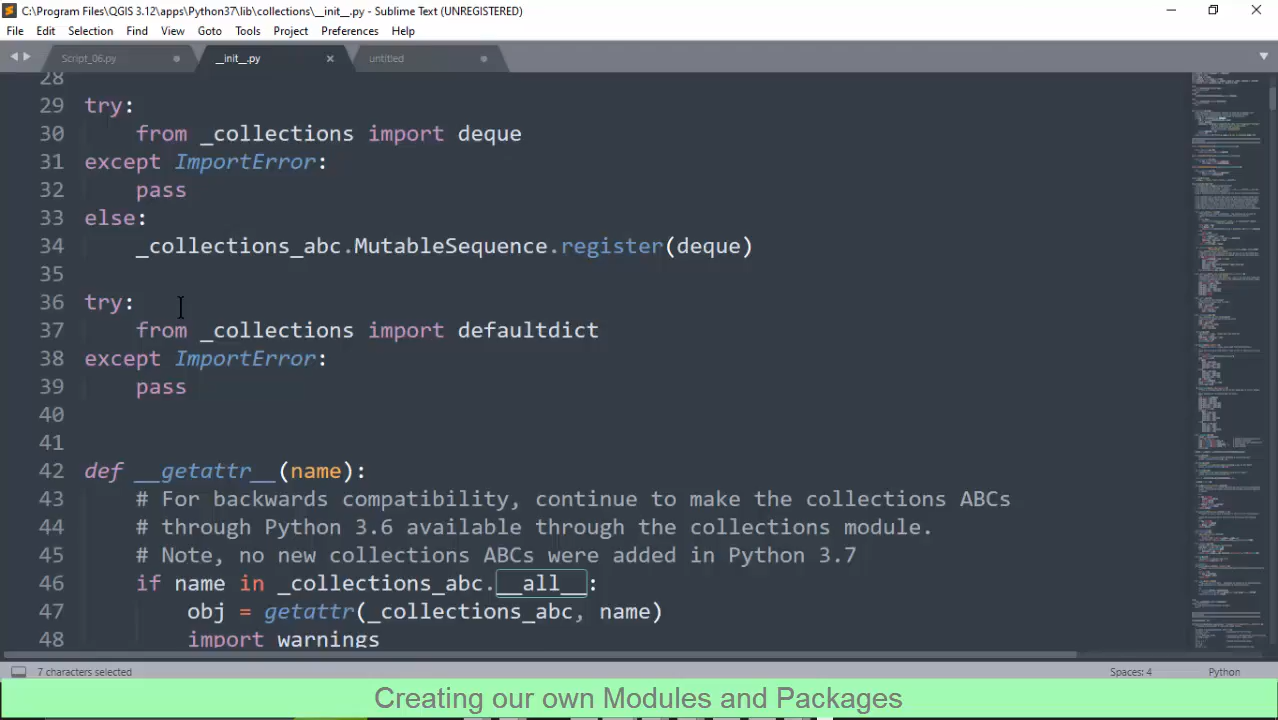 C:\Program Files\QGIS 3.12\apps\Python37\lib\collections\__init__.py - Sublime Text (UNREGISTERED)
File Edit Selection Find View Goto Tools Project Preferences Help
Script_06.py __init__.py untitled
28
29 try:
30 from _collections import deque
31 except ImportError:
32 pass
33 else:
34 _collections_abc.MutableSequence.register(deque)
35
36 try:
37 from _collections import defaultdict
38 except ImportError:
39 pass
40
41
42 def __getattr__(name):
43 # For backwards compatibility, continue to make the collections ABCs
44 # through Python 3.6 available through the collections module.
45 # Note, no new collections ABCs were added in Python 3.7
46 if name in _collections_abc.__all__:
47 obj = getattr(_collections_abc, name)
48 import warnings
7 characters selected Spaces: 4 Python
Creating our own Modules and Packages